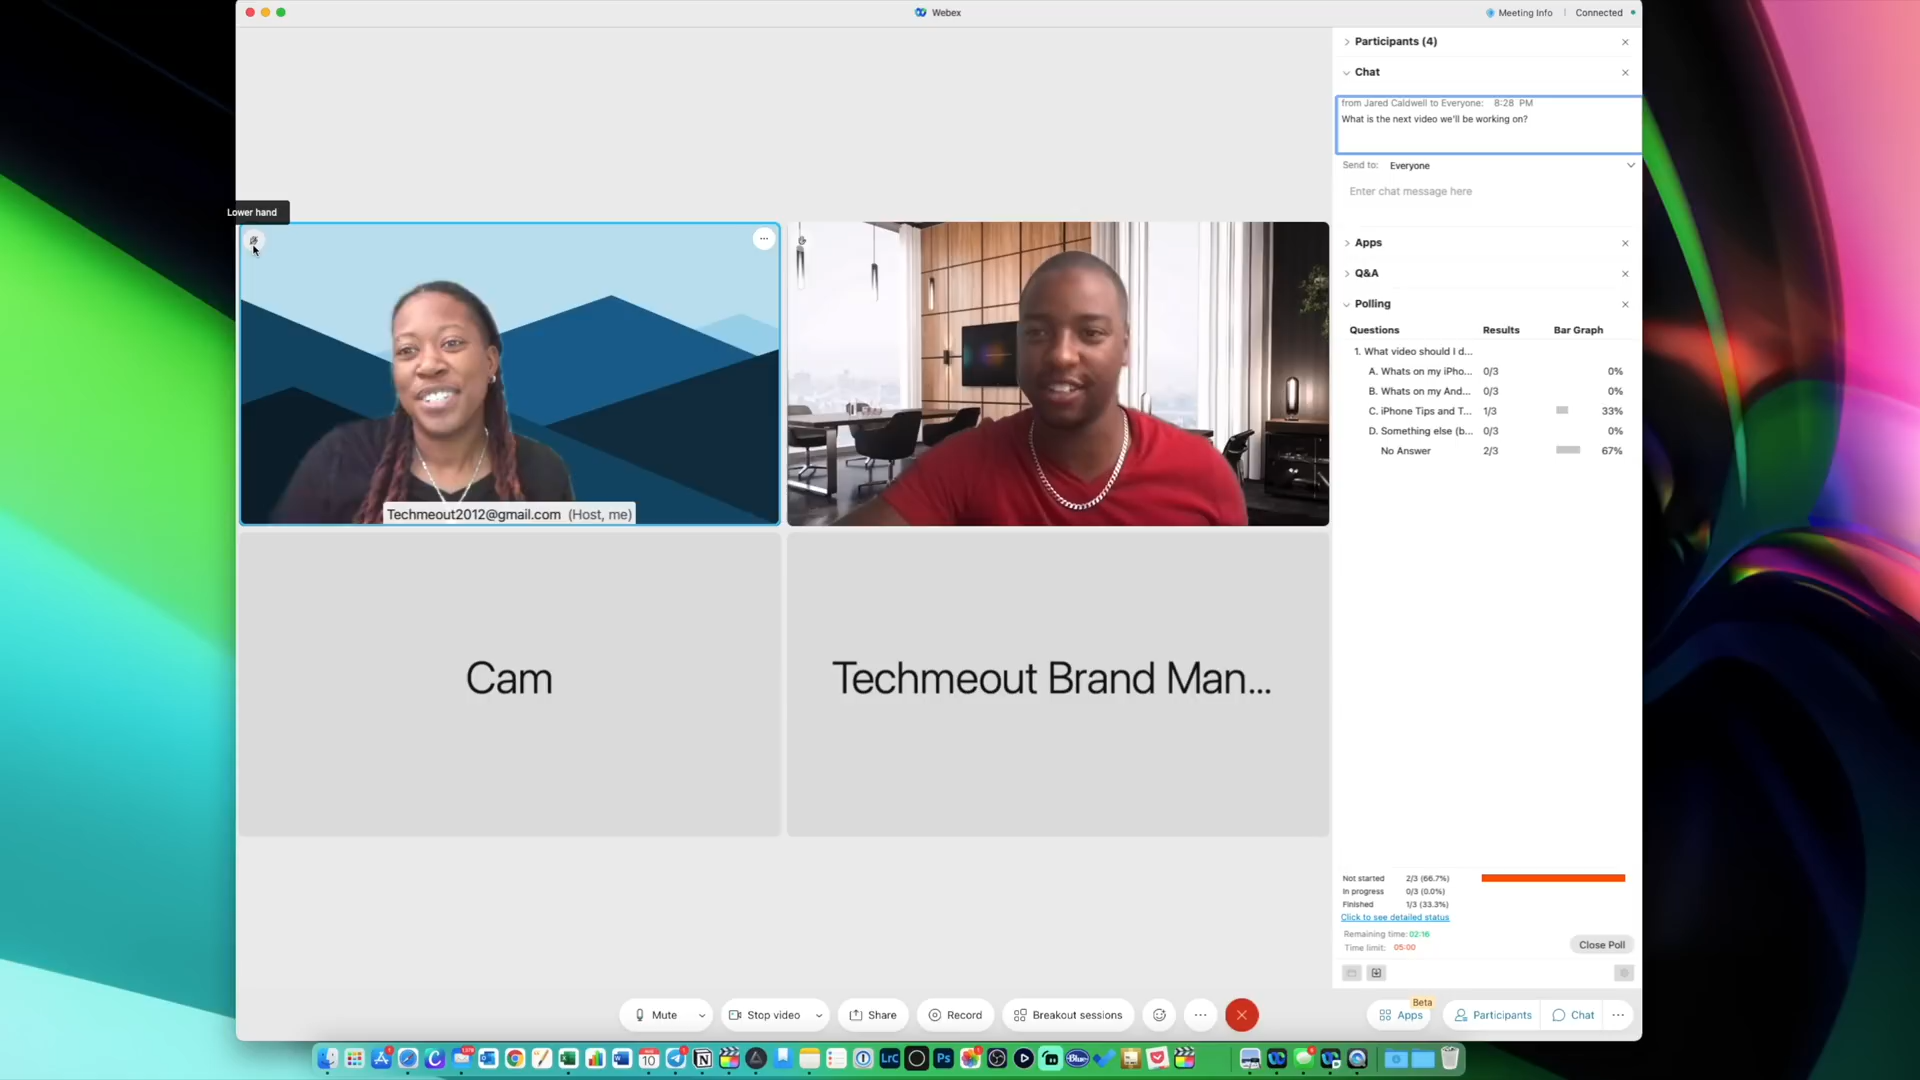 Webex
Meeting Info
Connected
Participants (4)
Chat
from Jared Caldwell to Everyone: 8:28 PM
What is the next video we'll be working on?
Send to: Everyone
Enter chat message here
Apps
Q&A
Polling
Questions Results Bar Graph
1. What video should I d...
A. Whats on my iPho... 0/3 0%
B. Whats on my And... 0/3 0%
C. iPhone Tips and T... 1/3 33%
D. Something else (b... 0/3 0%
No Answer 2/3 67%
Lower hand
Techmeout2012@gmail.com (Host, me)
Cam
Techmeout Brand Man...
Not started 2/3 (66.7%)
In progress 0/3 (0.0%)
Finished 1/3 (33.3%)
Click to see detailed status
Remaining time: 02:16
Time limit: 05:00
Close Poll
Mute
Stop video
Share
Record
Breakout sessions
Beta
Apps
Participants
Chat
LrC
Ps
Blue
10